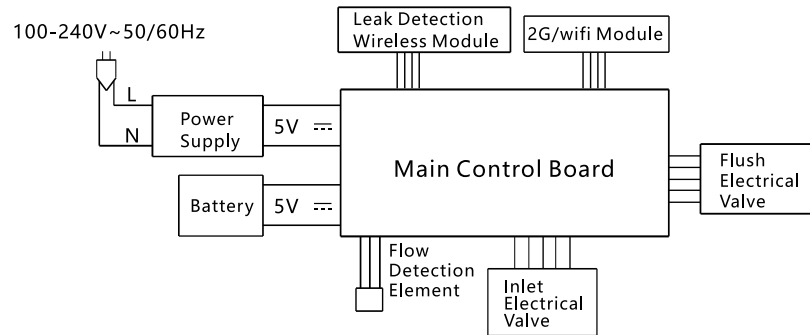 Leak Detection
Wireless Module
2G/wifi Module
100-240V~50/60Hz
L
N
Power
Supply
5V
Main Control Board
Flush
Electrical
Valve
Battery
5V
Flow
Detection
Element
Inlet
Electrical
Valve